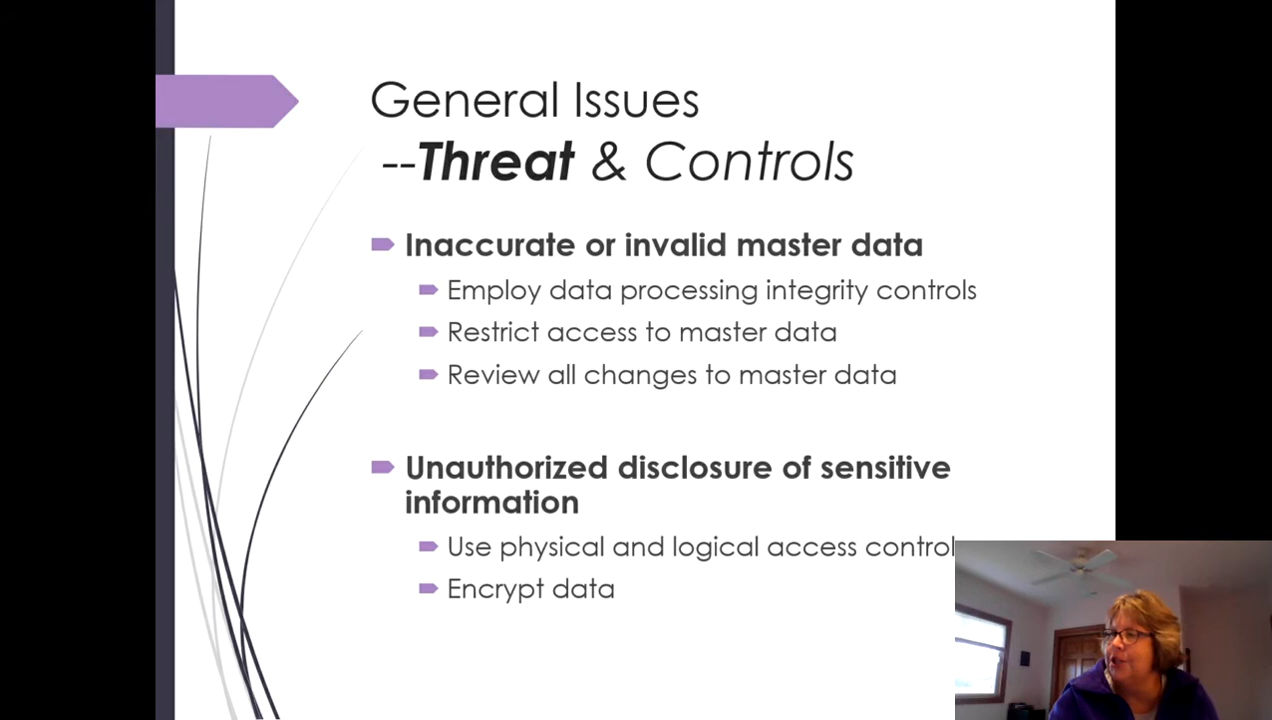 General Issues
--Threat & Controls
Inaccurate or invalid master data
Employ data processing integrity controls
Restrict access to master data
Review all changes to master data
Unauthorized disclosure of sensitive
information
Use physical and logical access control
Encrypt data